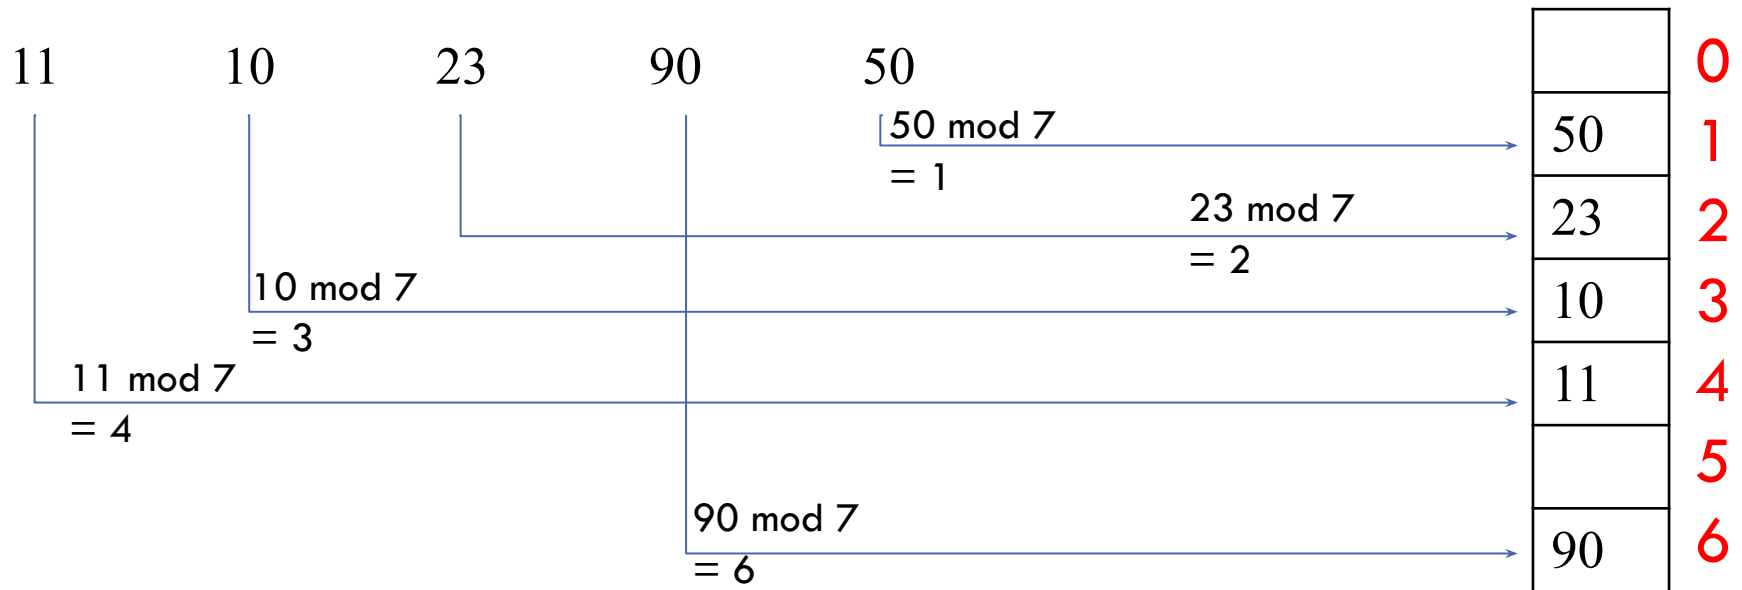 11 10 23 90 50
0
50 mod 7
= 1
50 1
23 mod 7
= 2
23 2
10 mod 7
= 3
10 3
11 mod 7
= 4
11 4
5
90 mod 7
= 6
90 6